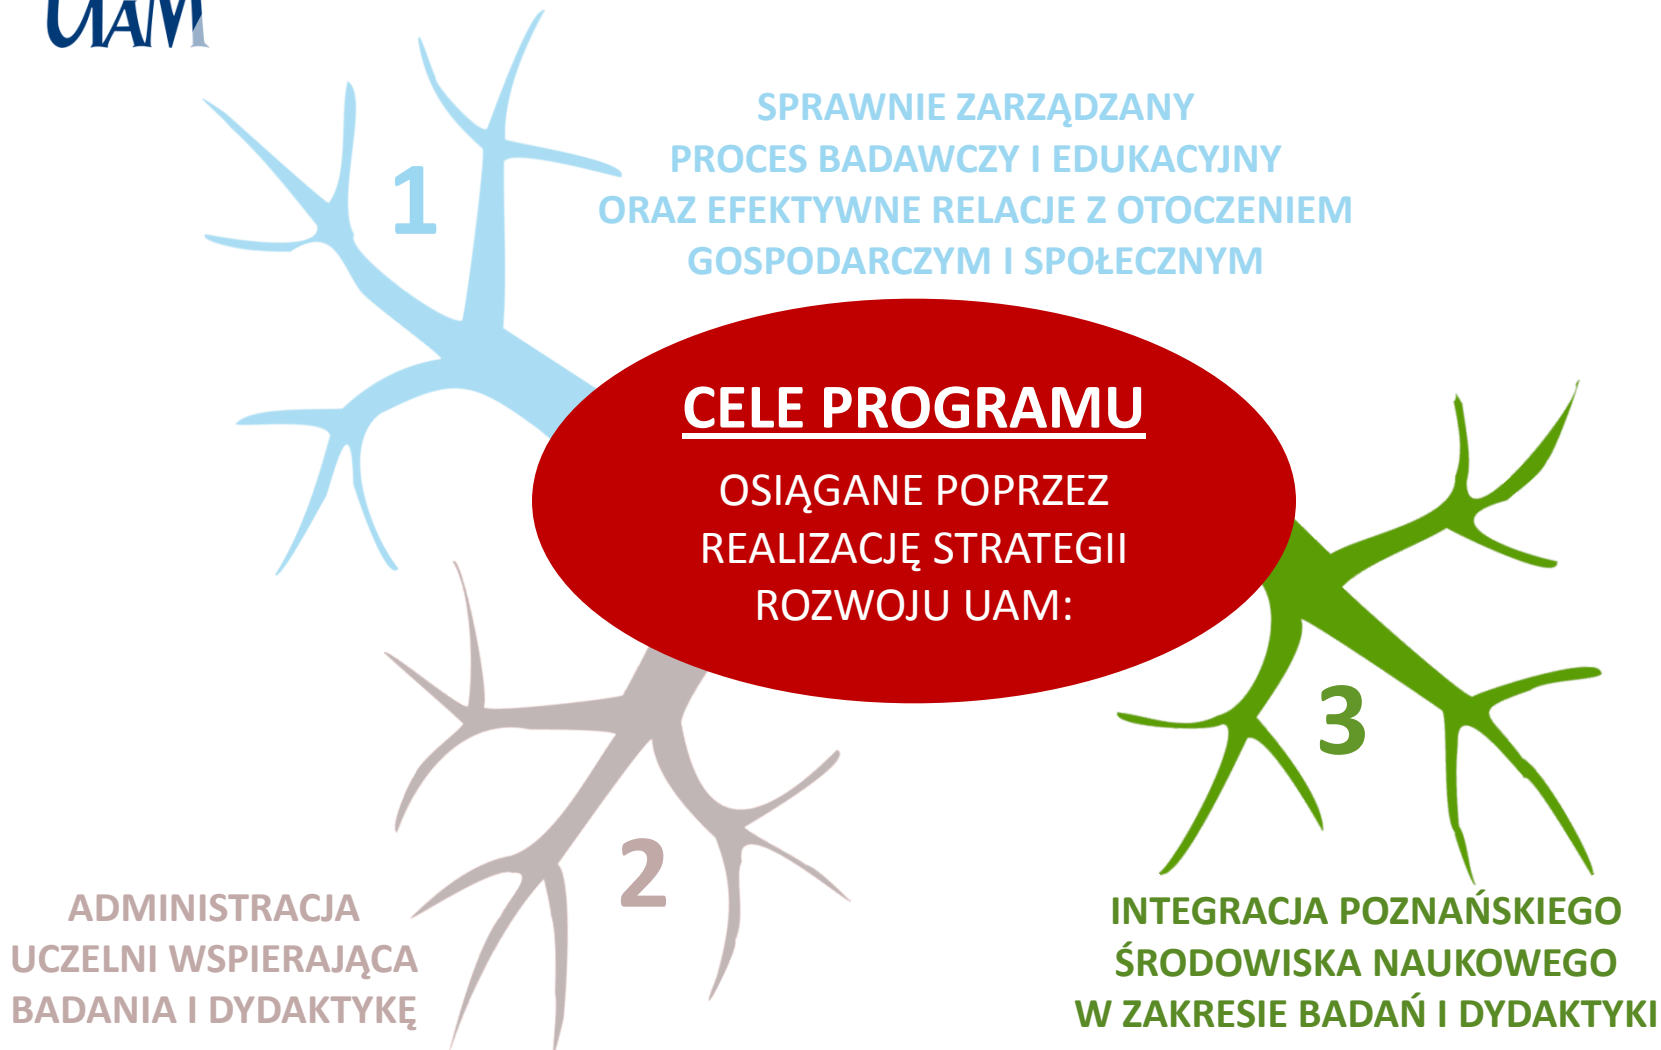 UAM
1
SPRAWNIE ZARZĄDZANY
PROCES BADAWCZY I EDUKACYJNY
ORAZ EFEKTYWNE RELACJE Z OTOCZENIEM
GOSPODARCZYM I SPOŁECZNYM
CELE PROGRAMU
OSIĄGANE POPRZEZ
REALIZACJĘ STRATEGII
ROZWOJU UAM:
2
ADMINISTRACJA
UCZELNI WSPIERAJĄCA
BADANIA I DYDAKTYKĘ
3
INTEGRACJA POZNAŃSKIEGO
ŚRODOWISKA NAUKOWEGO
W ZAKRESIE BADAŃ I DYDAKTYKI